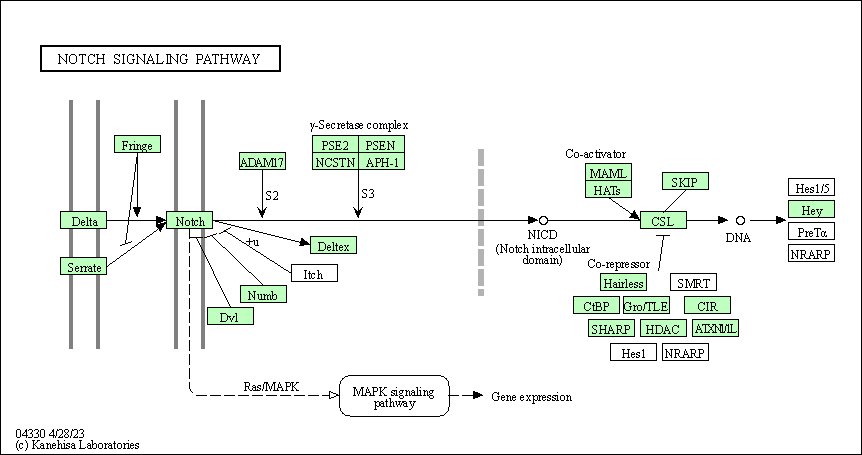 NOTCH SIGNALING PATHWAY
γ-Secretase complex
Fringe
PSE2 PSEN
ADAM17
NCSTN APH-1
Co-activator
MAML
HATs
SKIP
Hes1/5
S2
S3
Delta
Notch
CSL
Hey
NICD
(Notch intracellular
domain)
DNA
PreTα
+u
Deltex
NRARP
Serrate
Itch
Co-repressor
Hairless
SMRT
Numb
CtBP
Gro/TLE
CIR
Dvl
SHARP
HDAC
ATXN1/1L
Hes1
NRARP
Ras/MAPK
MAPK signaling
pathway
Gene expression
04330 4/28/23
(c) Kanehisa Laboratories